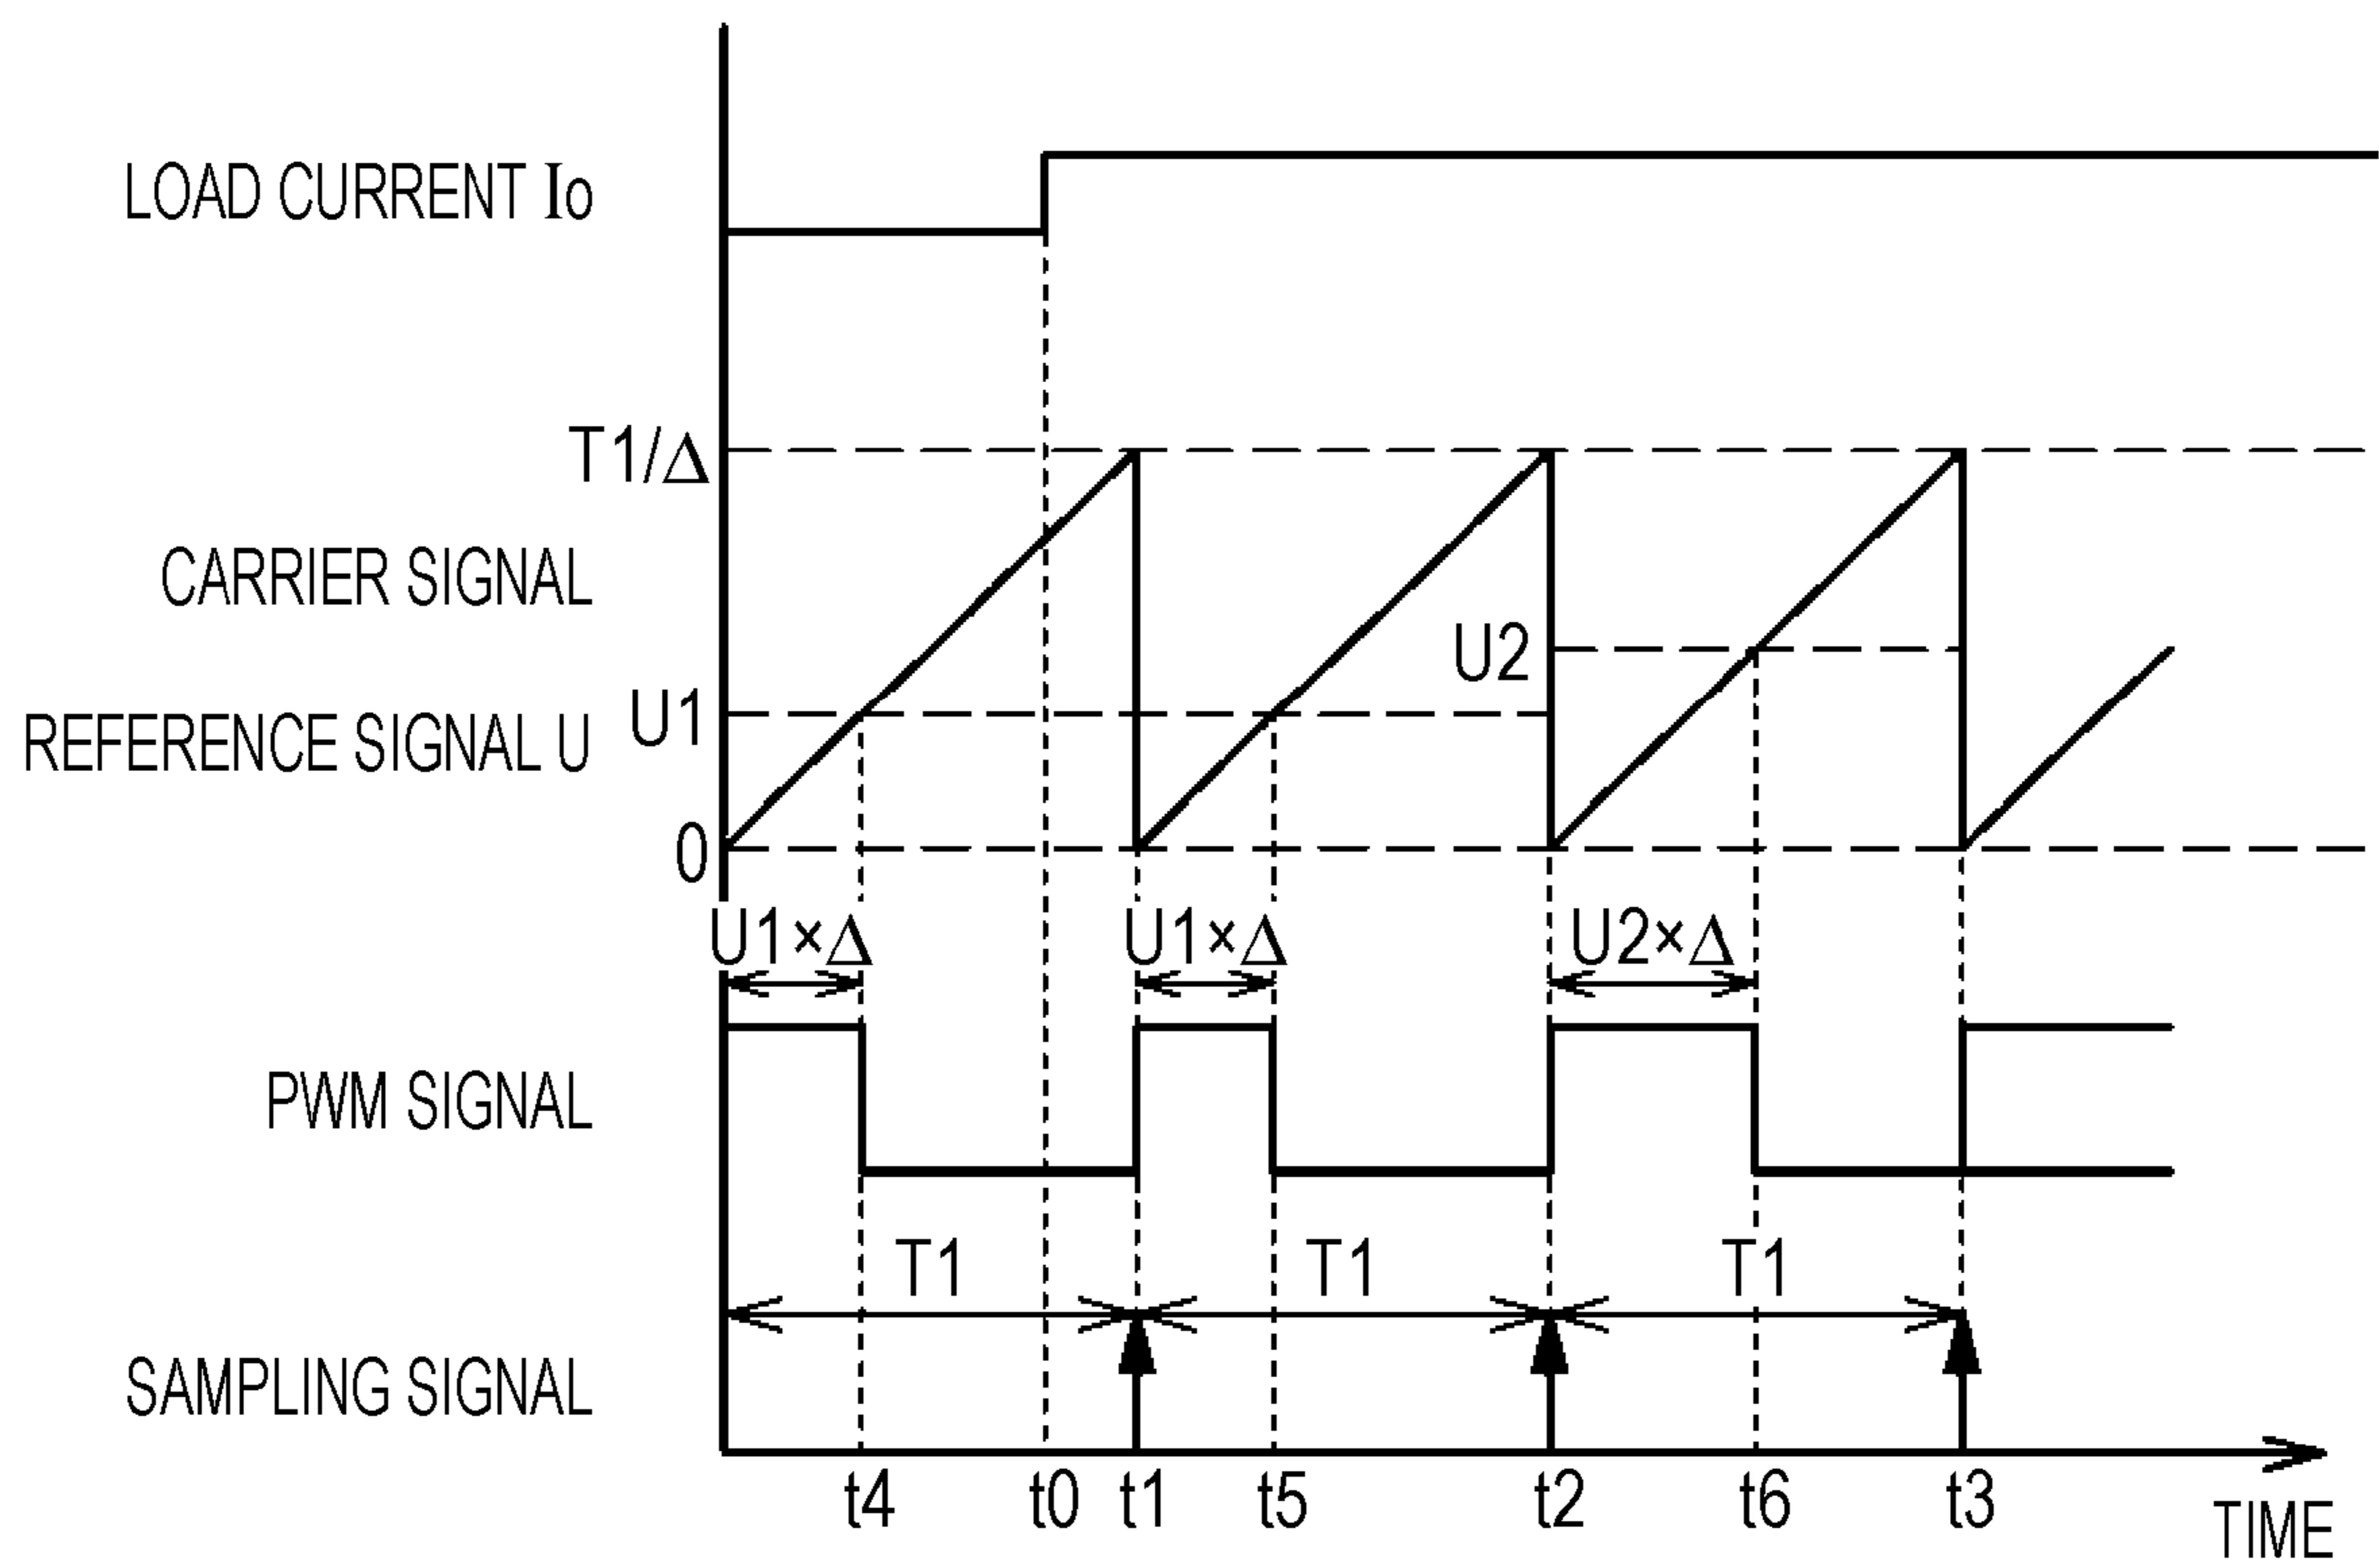 LOAD CURRENT Io
T1/Δ
CARRIER SIGNAL
U2
U1
REFERENCE SIGNAL U
0
U1×Δ U1×Δ U2×Δ
PWM SIGNAL
T1 T1 T1
SAMPLING SIGNAL
t4 t0 t1 t5 t2 t6 t3
TIME